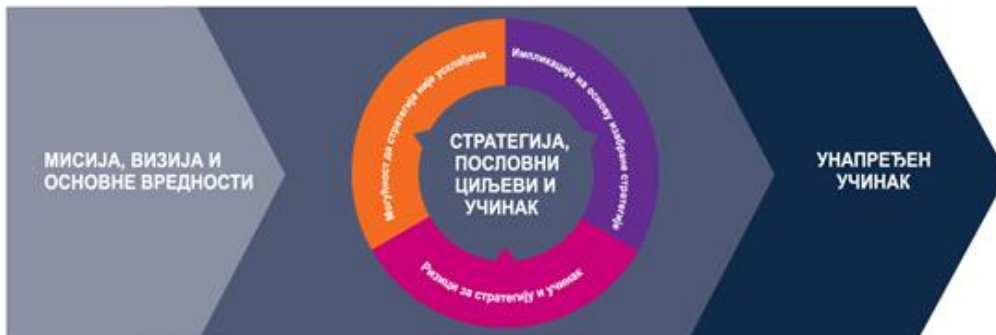 МИСИЈА, ВИЗИЈА И
ОСНОВНЕ ВРЕДНОСТИ
Могућност да стратегија није усклађена
Импликације на основу изабране стратегије
СТРАТЕГИЈА,
ПОСЛОВНИ
ЦИЉЕВИ И
УЧИНАК
Ризици за стратегију и учинак
УНАПРЕЂЕН
УЧИНАК